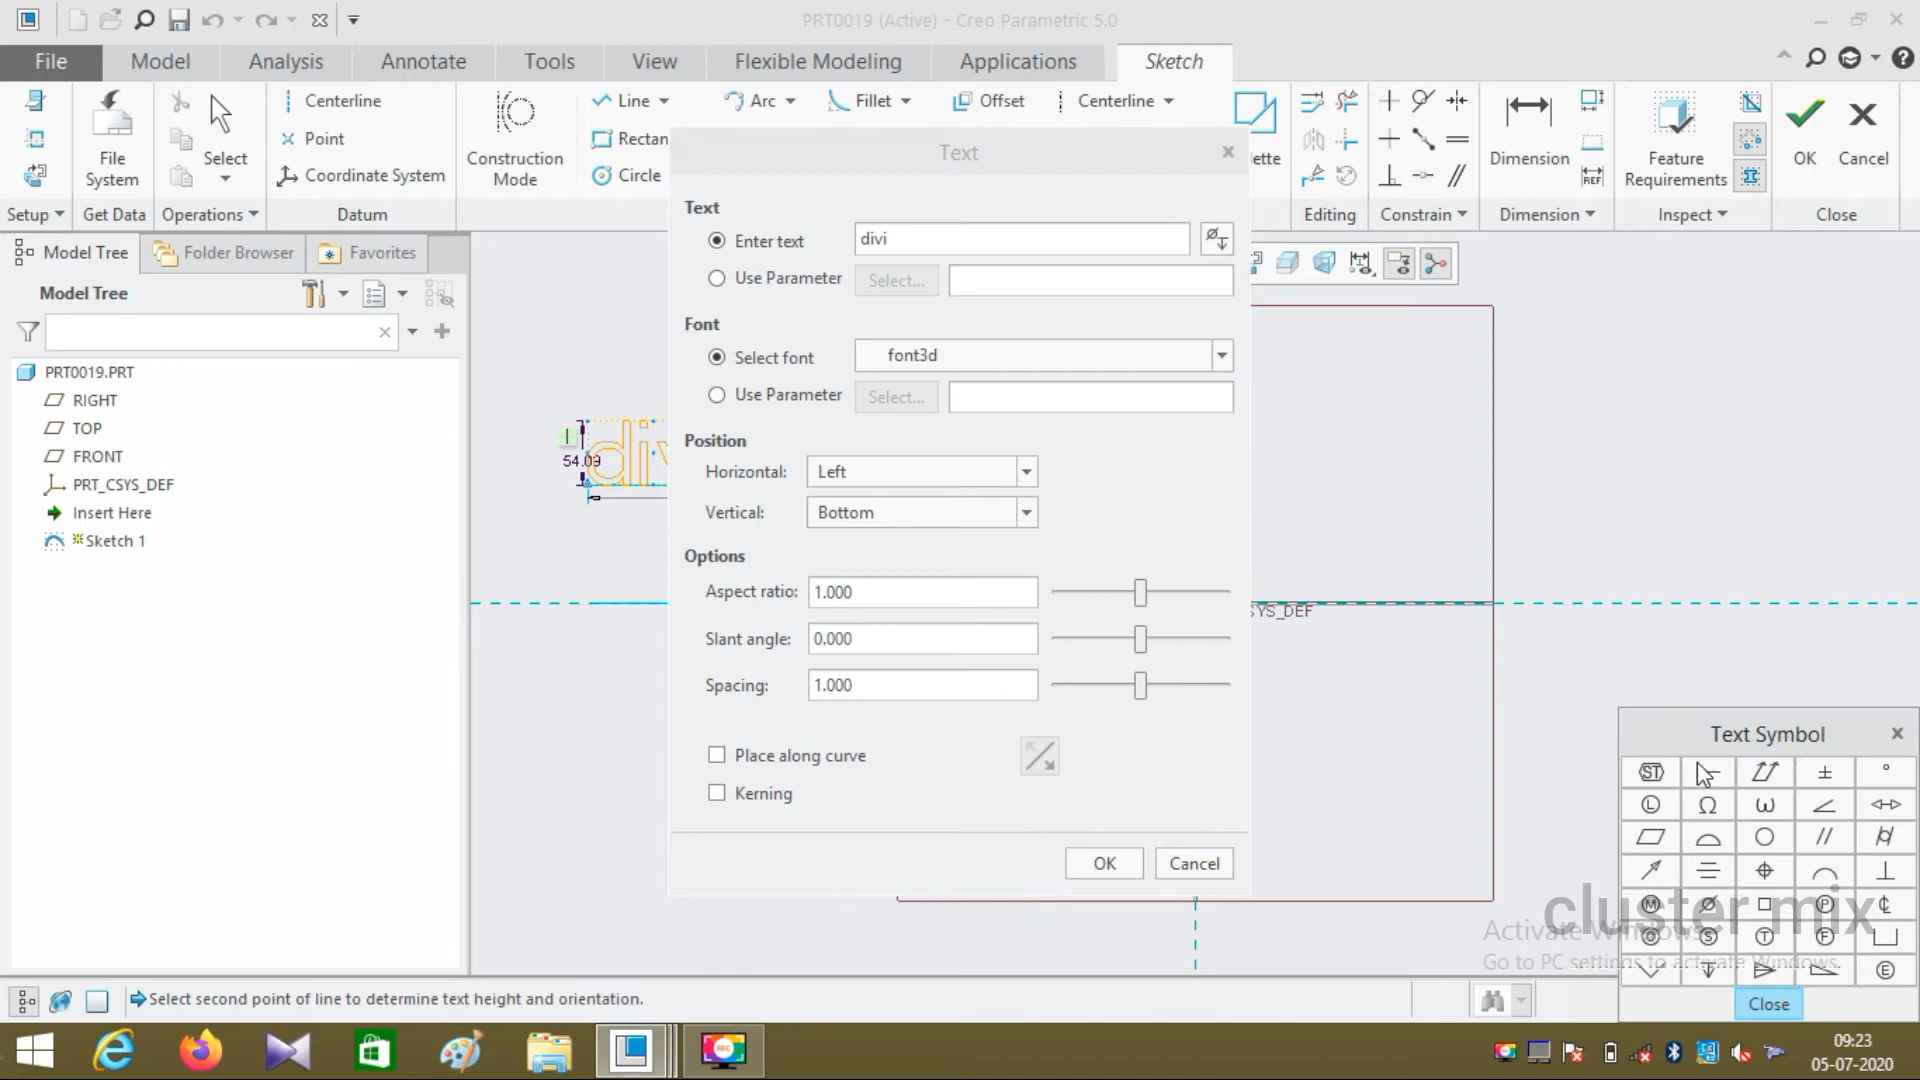 PRT0019 (Active) - Creo Parametric 5.0
File Model Analysis Annotate Tools View Flexible Modeling Applications Sketch
Centerline Line Arc Fillet Offset Centerline
Point Rectan
File System Select Construction Mode Coordinate System Circle lette Dimension Feature Requirements OK Cancel
Setup Get Data Operations Datum Editing Constrain Dimension Inspect Close
Model Tree Folder Browser Favorites
Model Tree
PRT0019.PRT
RIGHT
TOP
FRONT
PRT_CSYS_DEF
Insert Here
Sketch 1
54.09
Text
Text
Enter text divi
Use Parameter Select...
Font
Select font font3d
Use Parameter Select...
Position
Horizontal: Left
Vertical: Bottom
Options
Aspect ratio: 1.000
Slant angle: 0.000
Spacing: 1.000
Place along curve
Kerning
OK Cancel
SYS_DEF
Text Symbol
Close
cluster mix
Activate Windows
Go to PC settings to activate Windows.
Select second point of line to determine text height and orientation.
09:23
05-07-2020